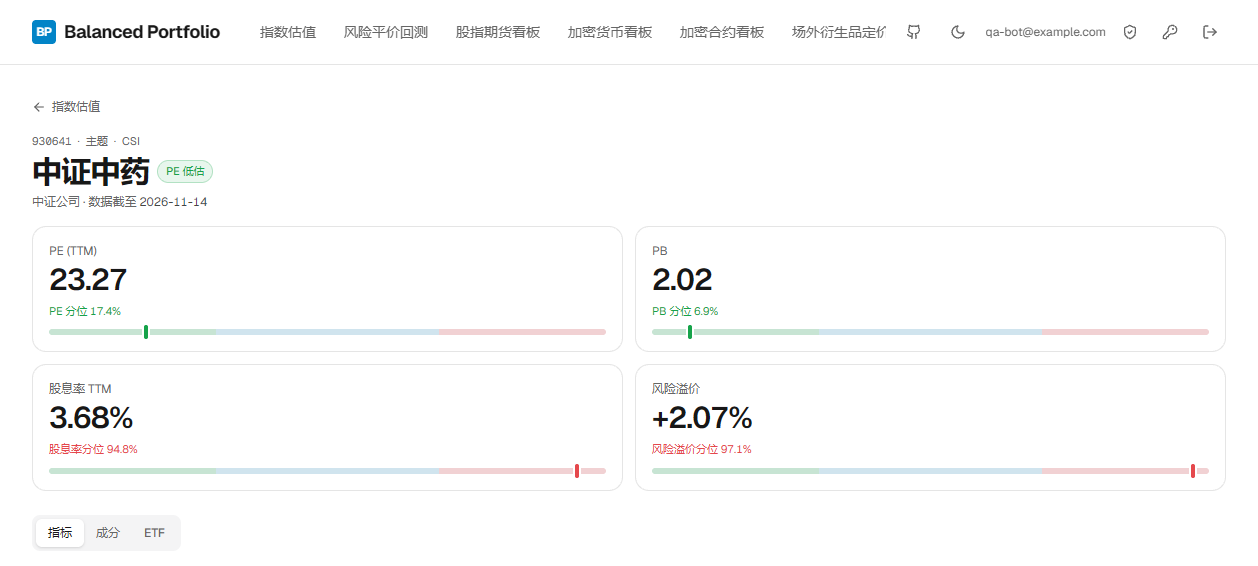 BP Balanced Portfolio 指数估值 风险平价回测 股指期货看板 加密货币看板 加密合约看板 场外衍生品定价 qa-bot@example.com
指数估值
930641 · 主题 · CSI
中证中药 PE 低估
中证公司 · 数据截至 2026-11-14
PE (TTM)
23.27
PE 分位 17.4%
PB
2.02
PB 分位 6.9%
股息率 TTM
3.68%
股息率分位 94.8%
风险溢价
+2.07%
风险溢价分位 97.1%
指标 成分 ETF